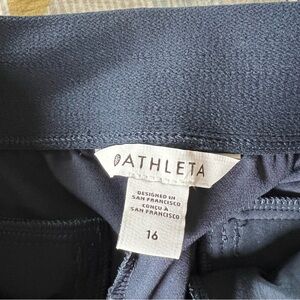 ATHLETA
DESIGNED IN
SAN FRANCISCO
CONÇU À
SAN FRANCISCO
16